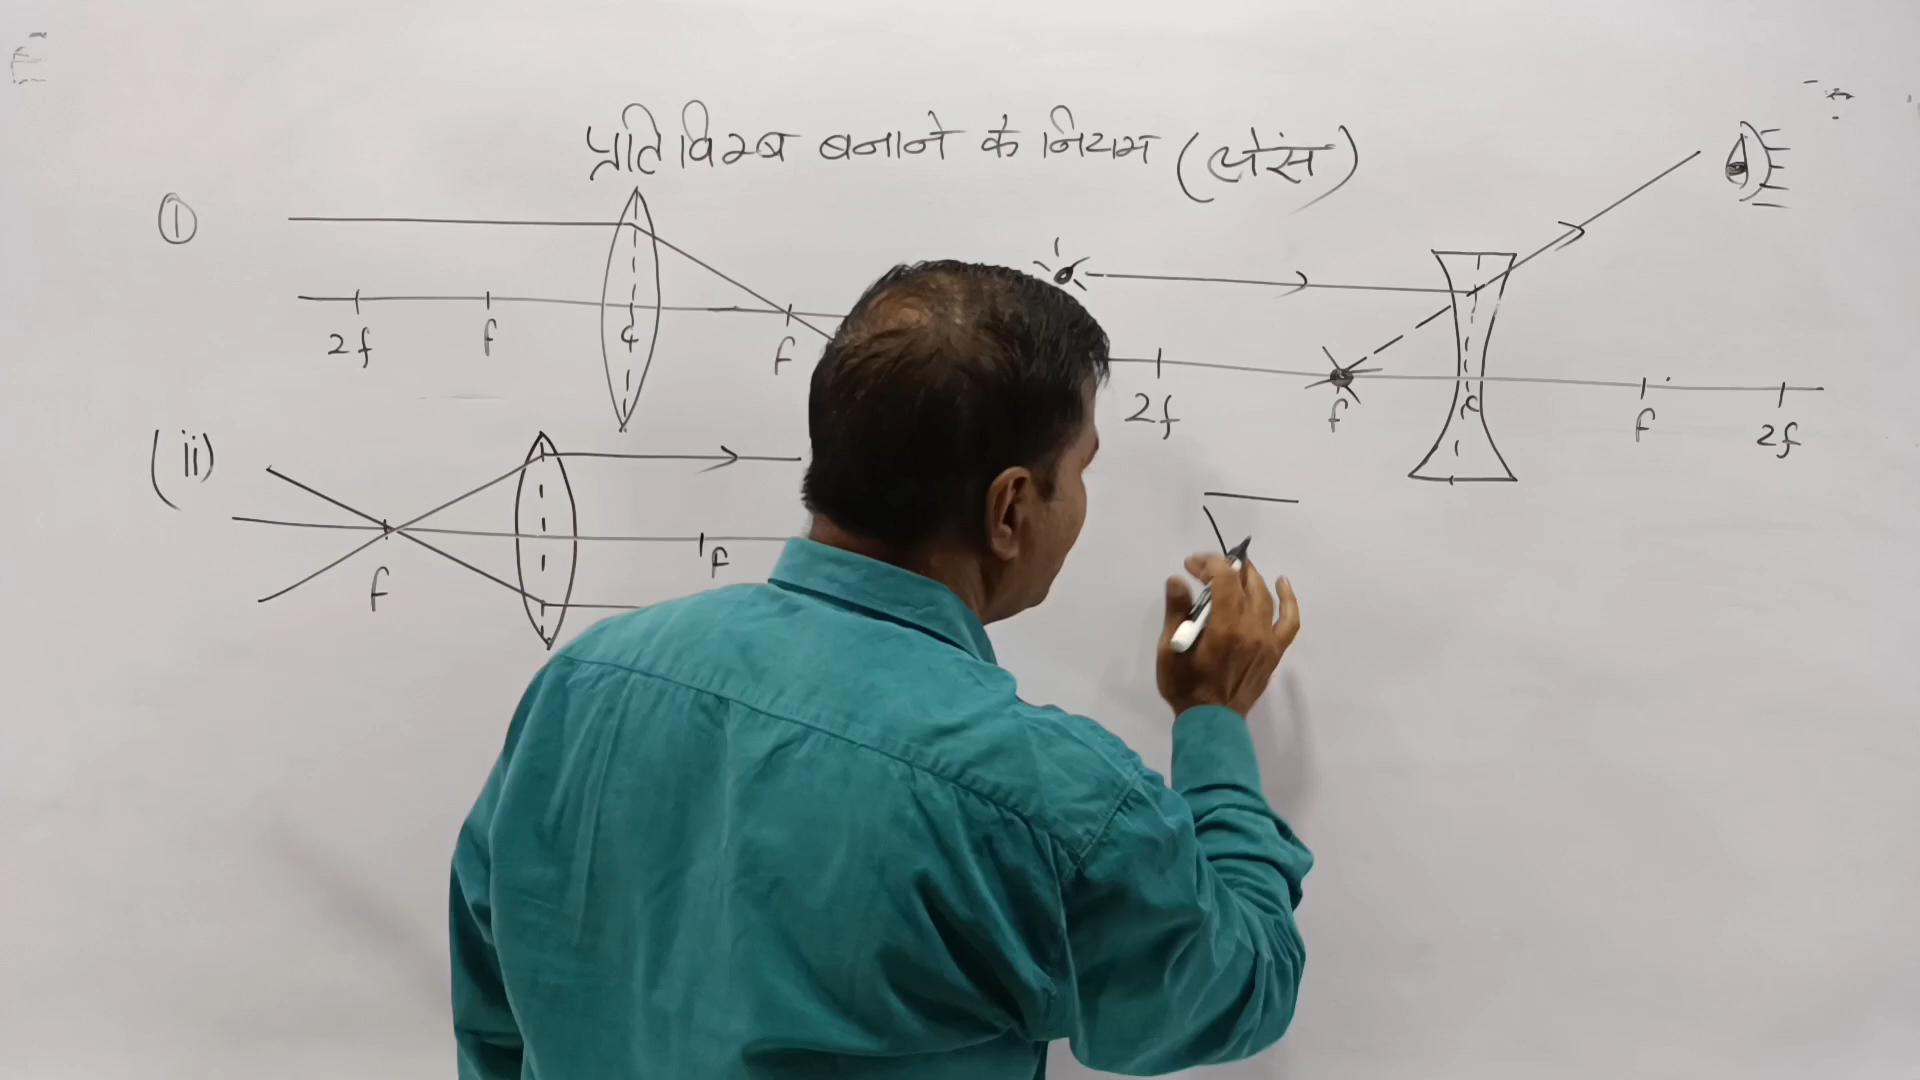 प्रतिविम्ब बनाने के नियम (लेंस)
①
2f f c f
2f f c f 2f
(ii)
f f